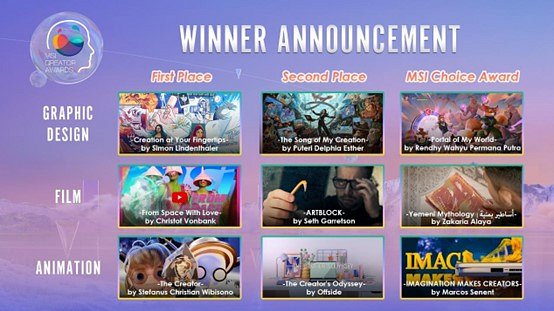 MSI
CREATOR
AWARDS
WINNER ANNOUNCEMENT
First Place
Second Place
MSI Choice Award
GRAPHIC
DESIGN
-Creation at Your Fingertips-
by Simon Lindenthaler
-The Song of My Creation-
by Puteri Delphia Esther
-Portal of My World-
by Rendhy Wahyu Permana Putra
FILM
-From Space With Love-
by Christof Vonbank
-ARTBLOCK-
by Seth Garretson
-Yemeni Mythology | أساطير يمنية-
by Zakaria Alaya
ANIMATION
-The Creator-
by Stefanus Christian Wibisono
-The Creator's Odyssey-
by Offside
IMAGI
MAKE
-IMAGINATION MAKES CREATORS-
by Marcos Senent